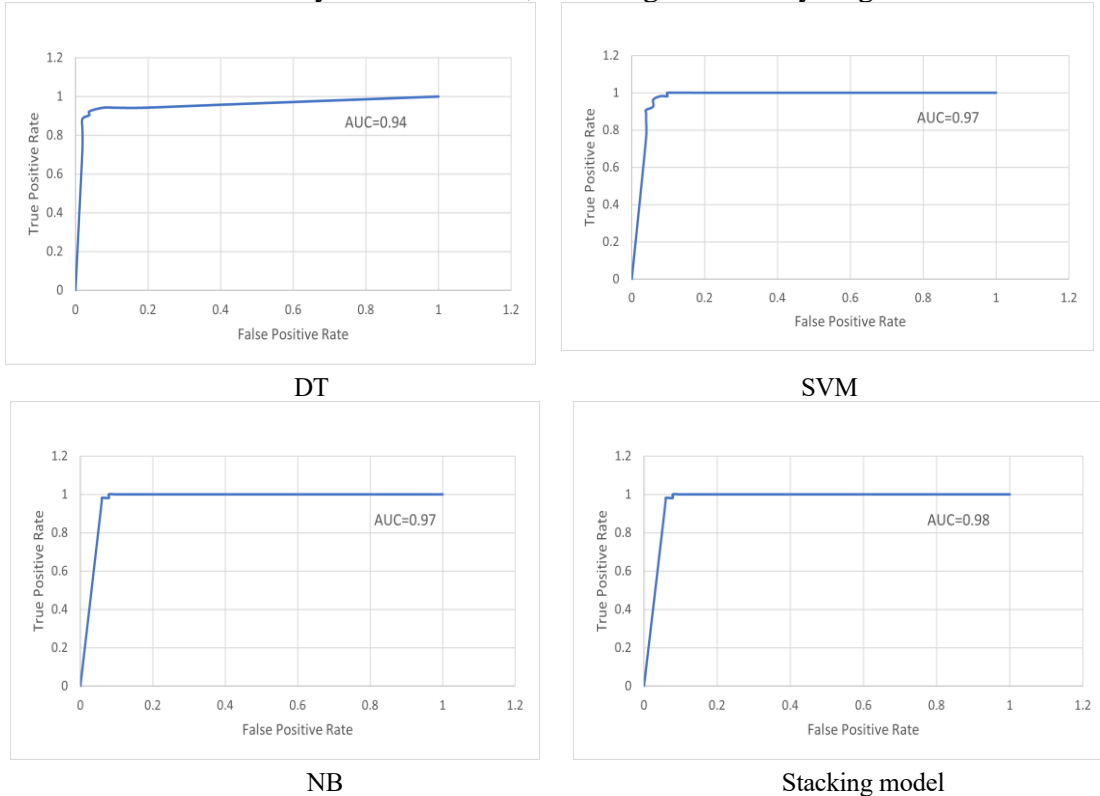 1.2
1
0.8
0.6
0.4
0.2
0
True Positive Rate
AUC=0.94
0 0.2 0.4 0.6 0.8 1 1.2
False Positive Rate
DT
1.2
1
0.8
0.6
0.4
0.2
0
True Positive Rate
AUC=0.97
0 0.2 0.4 0.6 0.8 1 1.2
False Positive Rate
SVM
1.2
1
0.8
0.6
0.4
0.2
0
True Positive Rate
AUC=0.97
0 0.2 0.4 0.6 0.8 1 1.2
False Positive Rate
NB
1.2
1
0.8
0.6
0.4
0.2
0
True Positive Rate
AUC=0.98
0 0.2 0.4 0.6 0.8 1 1.2
False Positive Rate
Stacking model